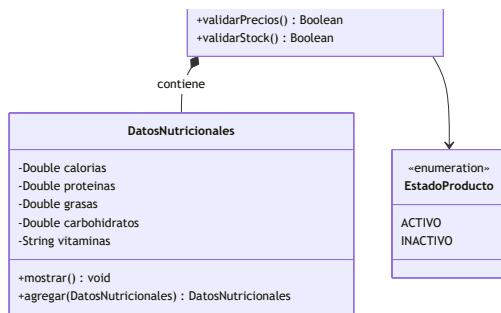 +validarPrecios() : Boolean
+validarStock() : Boolean
contiene
DatosNutricionales
-Double calorias
-Double proteinas
-Double grasas
-Double carbohidratos
-String vitaminas
+mostrar() : void
+agregar(DatosNutricionales) : DatosNutricionales
«enumeration»
EstadoProducto
ACTIVO
INACTIVO